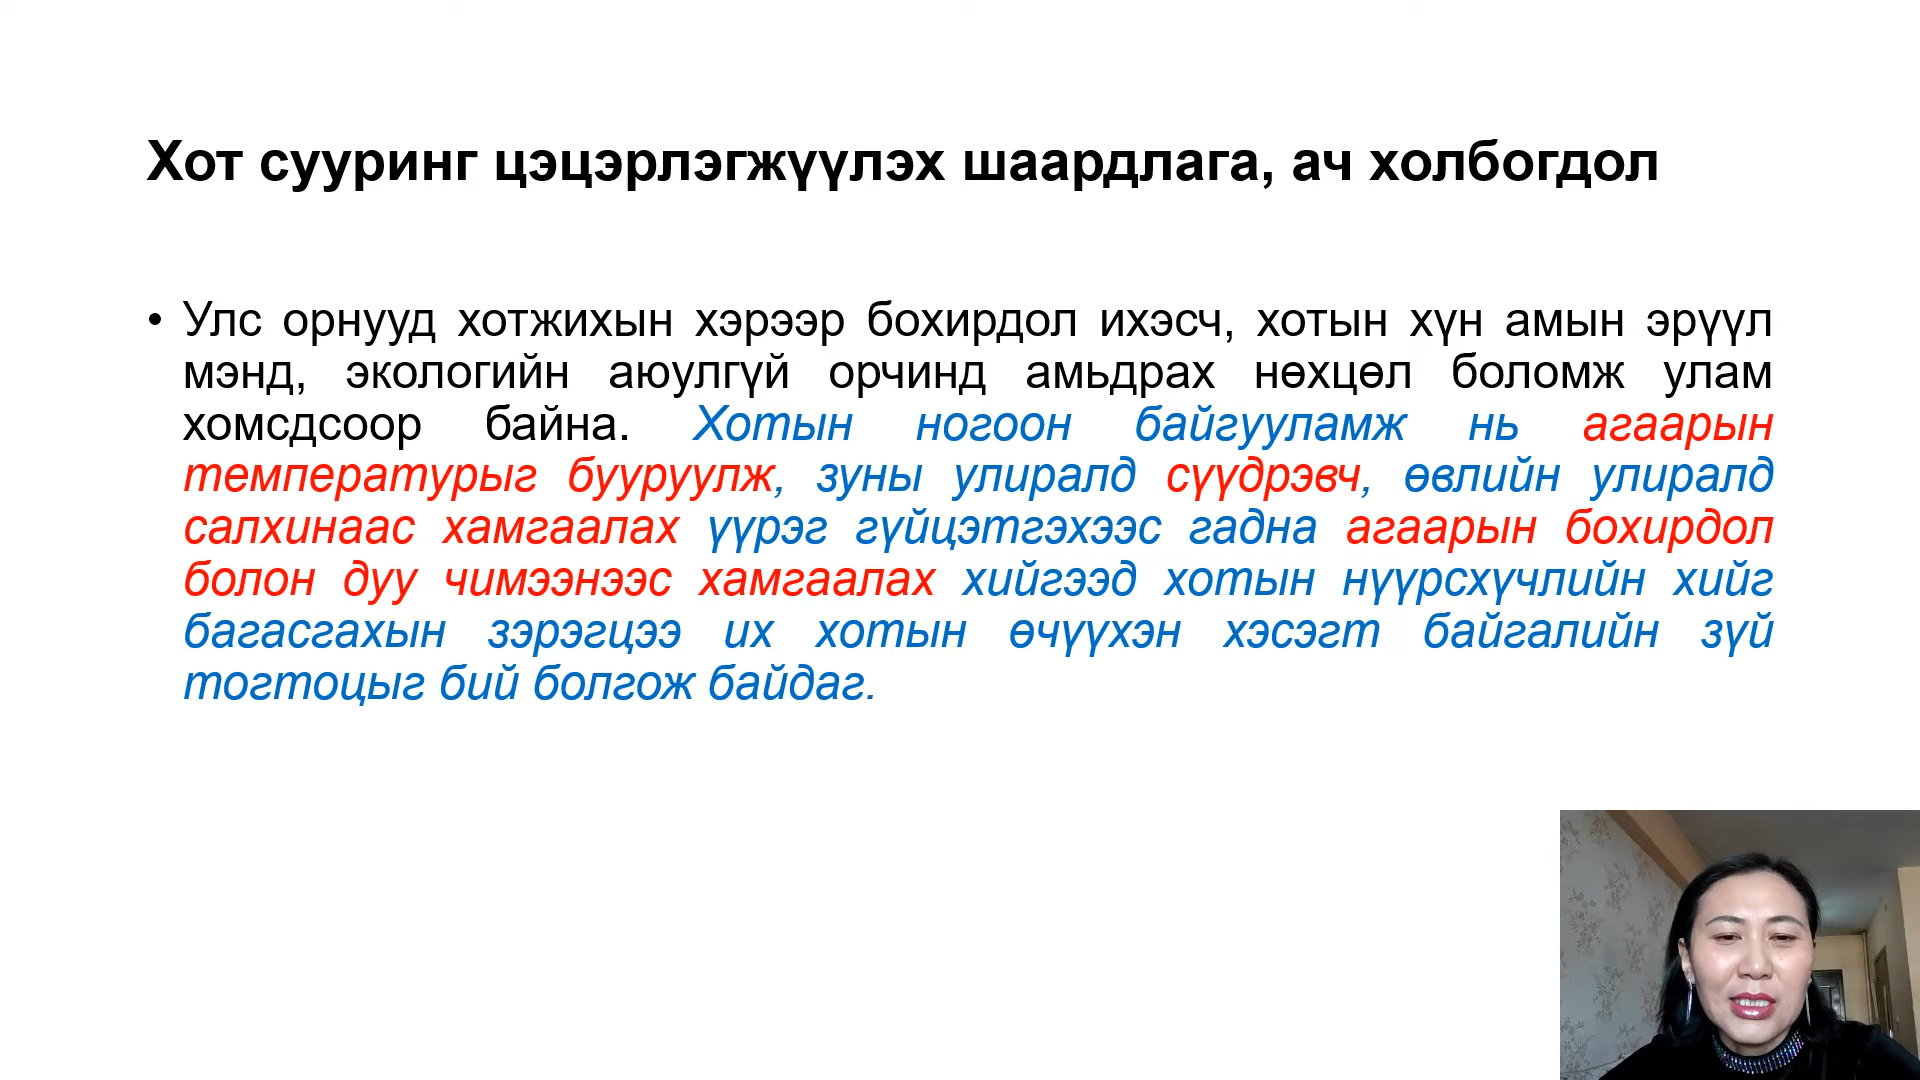 Хот сууринг цэцэрлэгжүүлэх шаардлага, ач холбогдол
• Улс орнууд хотжихын хэрээр бохирдол ихэсч, хотын хүн амын эрүүл
мэнд, экологийн аюулгүй орчинд амьдрах нөхцөл боломж улам
хомсдсоор байна. Хотын ногоон байгууламж нь агаарын
температурыг бууруулж, зуны улиралд сүүдрэвч, өвлийн улиралд
салхинаас хамгаалах үүрэг гүйцэтгэхээс гадна агаарын бохирдол
болон дуу чимээнээс хамгаалах хийгээд хотын нүүрсхүчлийн хийг
багасгахын зэрэгцээ их хотын өчүүхэн хэсэгт байгалийн зүй
тогтоцыг бий болгож байдаг.